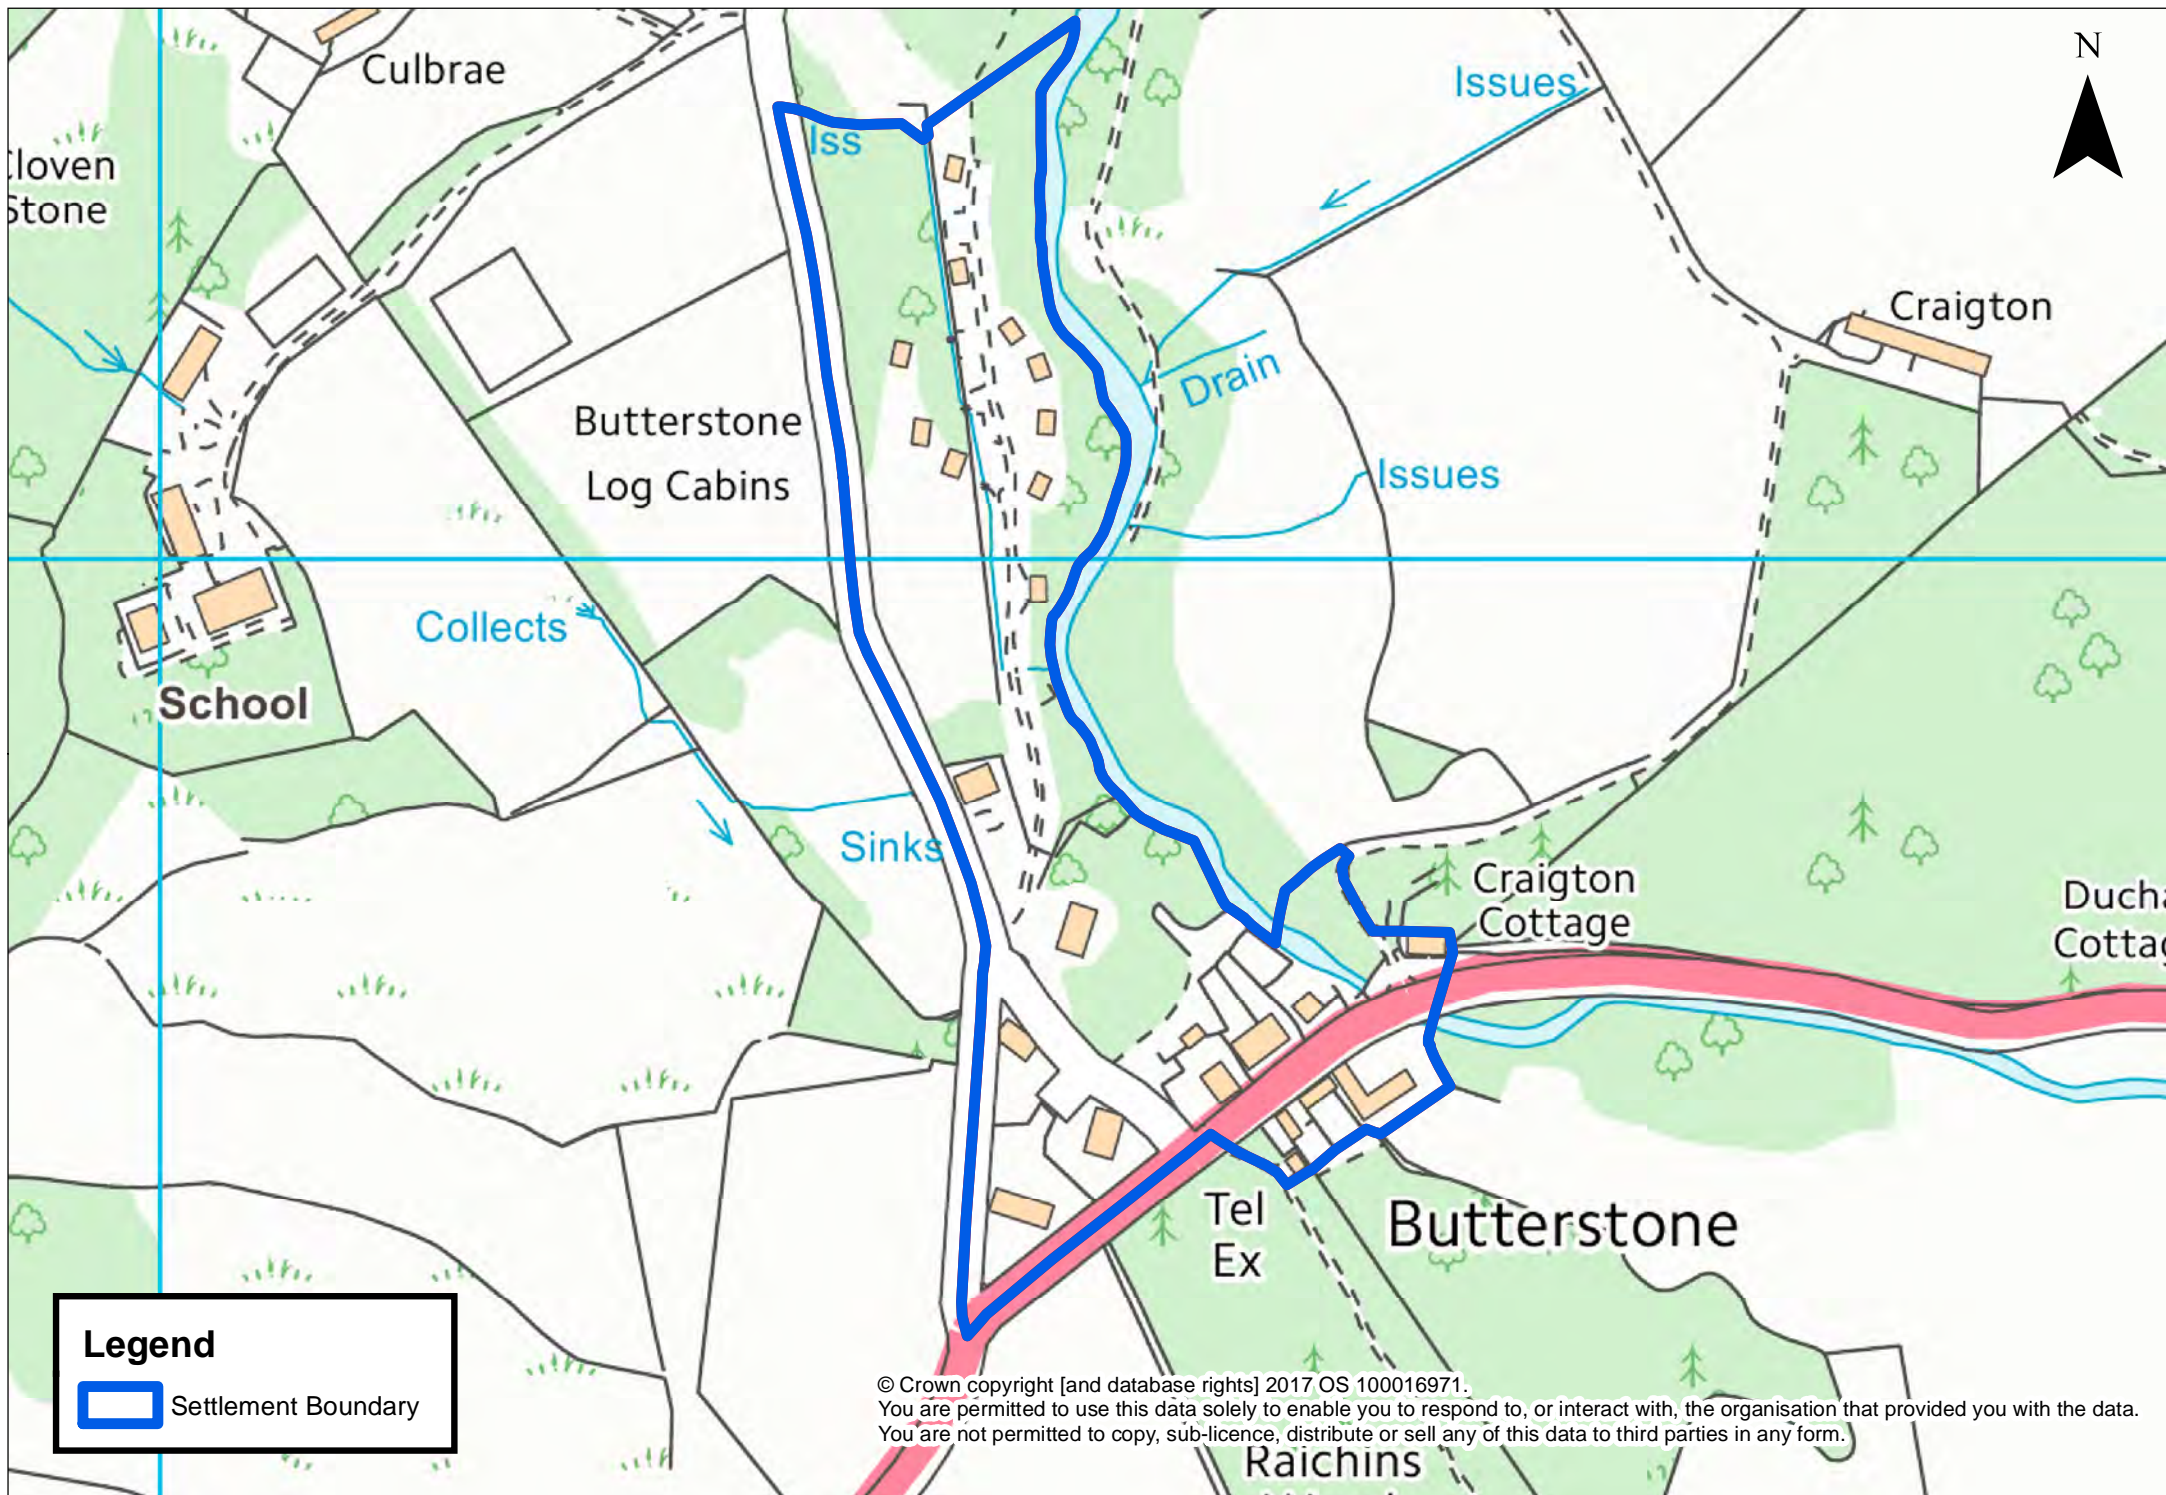 N
Culbrae
Issues
Iss
Stone
Craigton
Drain
Butterstone
Log Cabins
Issues
Collects
School
Sinks
Craigton
Cottage
Tel
Ex
Butterstone
Legend
Settlement Boundary
© Crown copyright [and database rights] 2017 OS 100016971.
You are permitted to use this data solely to enable you to respond to, or interact with, the organisation that provided you with the data.
You are not permitted to copy, sub-licence, distribute or sell any of this data to third parties in any form.
Raichins